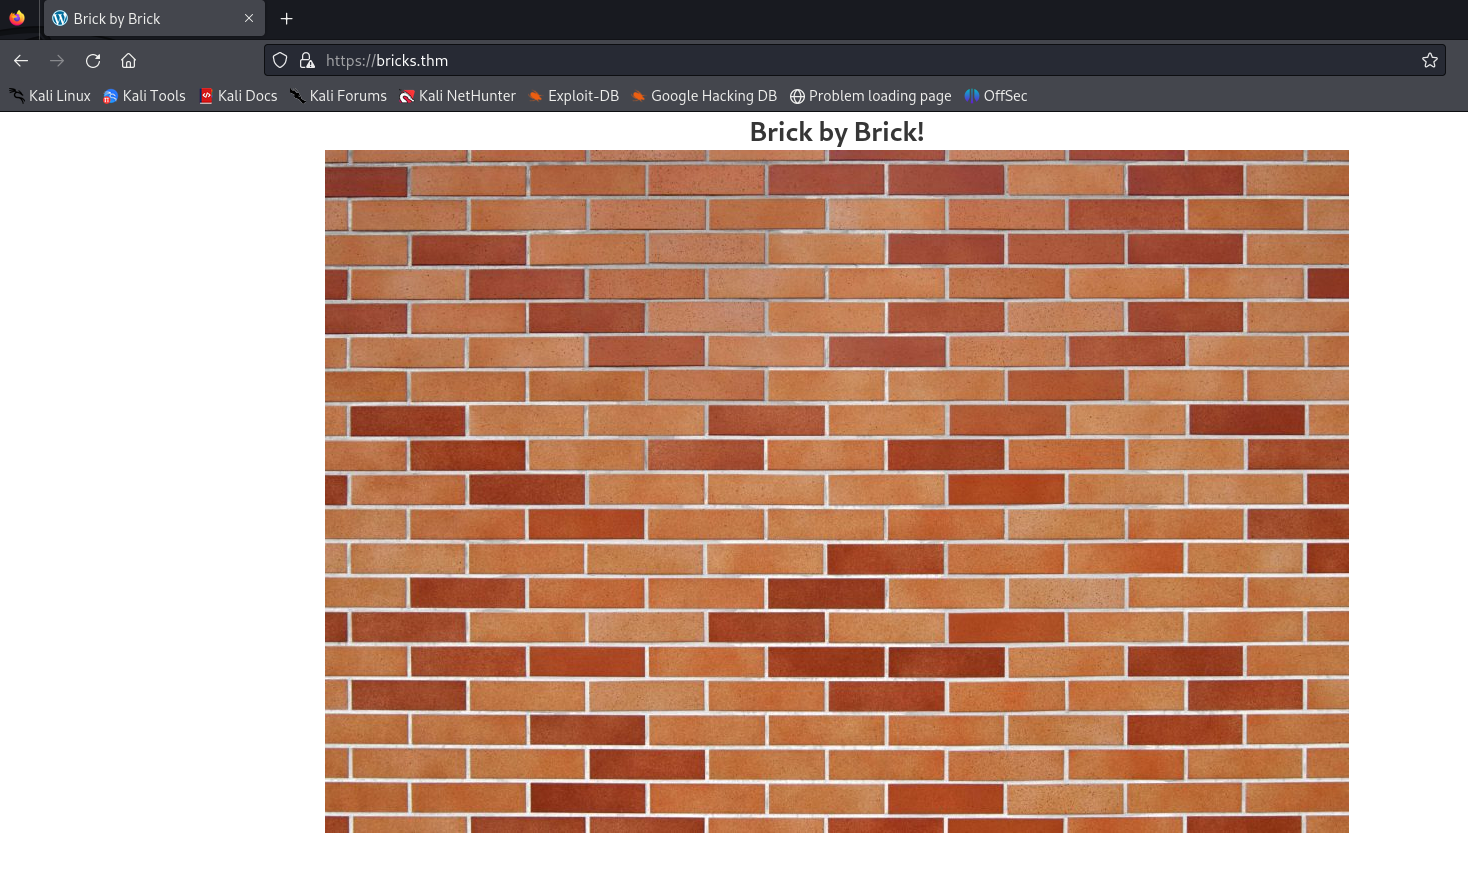 Brick by Brick
https://bricks.thm
Kali Linux Kali Tools Kali Docs Kali Forums Kali NetHunter Exploit-DB Google Hacking DB Problem loading page OffSec
Brick by Brick!